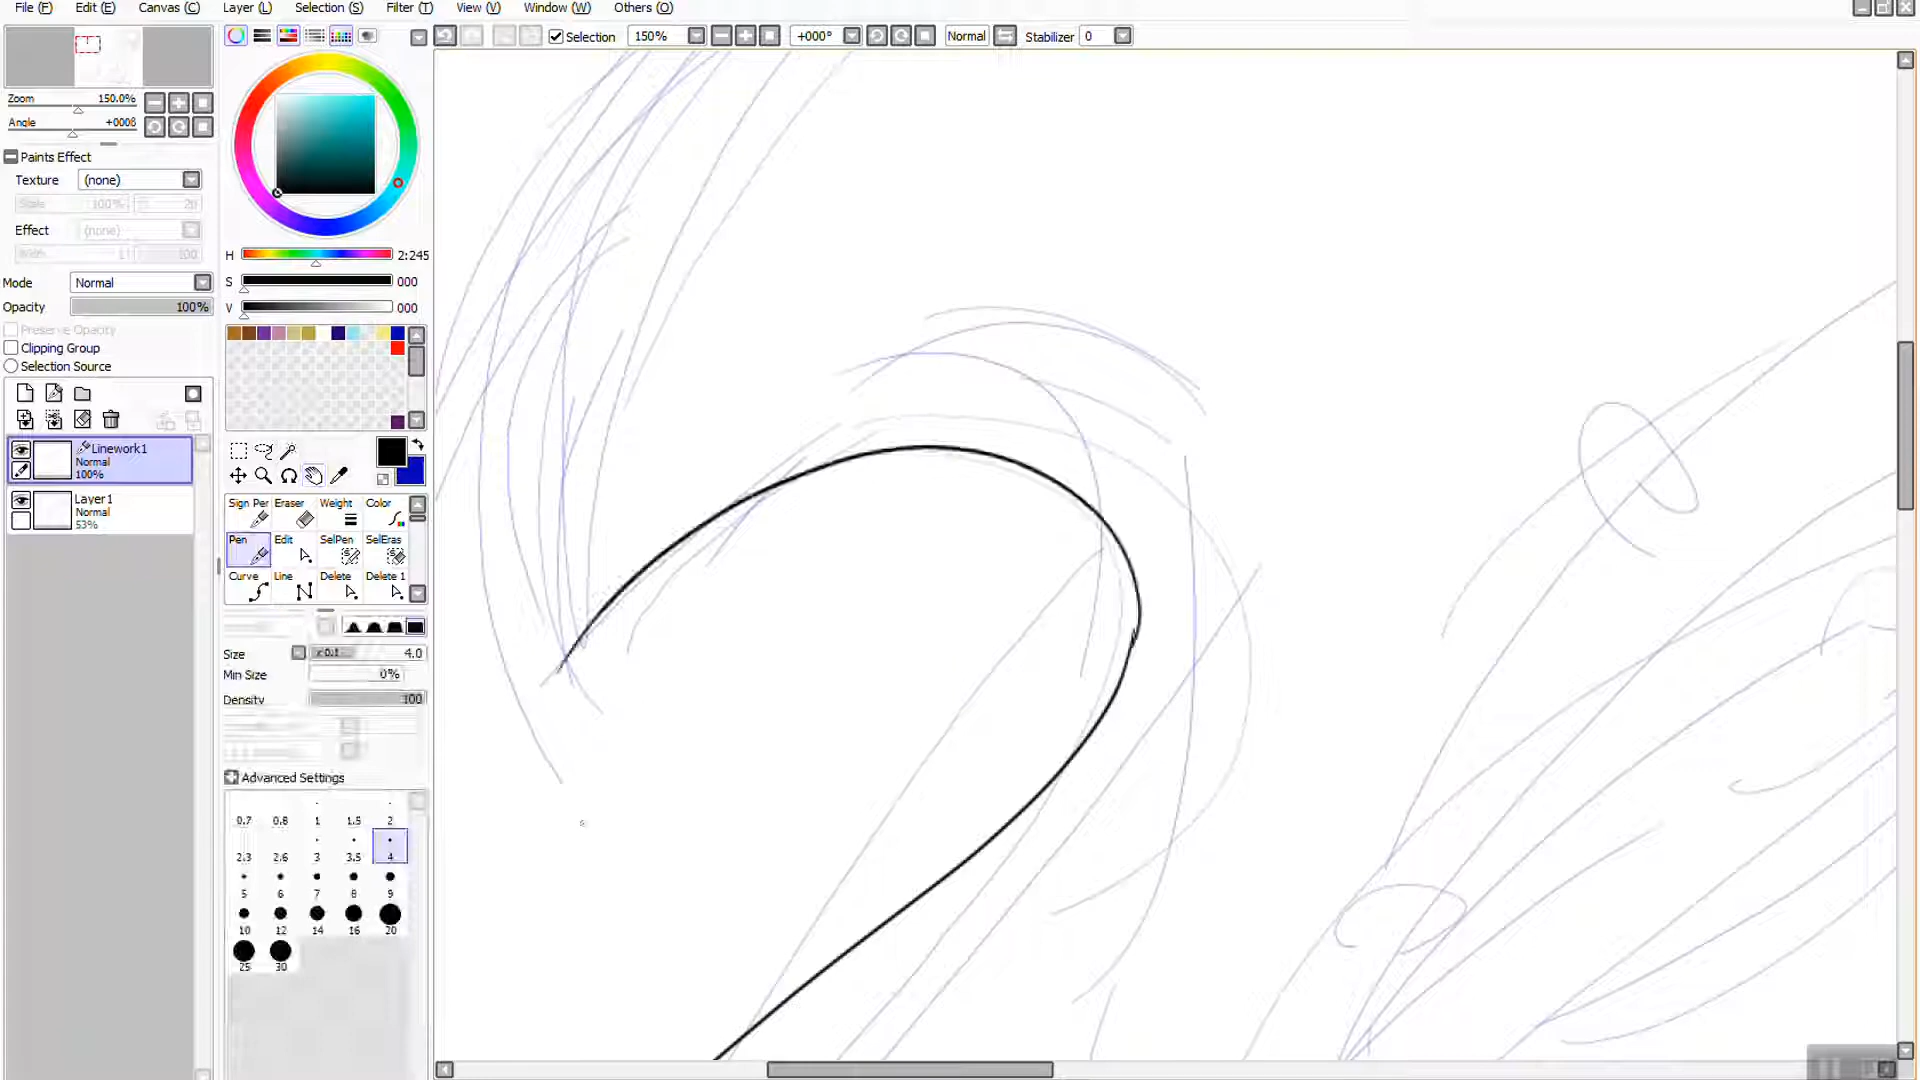 File (F) Edit (E) Canvas (C) Layer (L) Selection (S) Filter (T) View (V) Window (W) Others (O)
Selection 150% +000° Normal Stabilizer 0
Zoom 150.0%
Angle +000ß
Paints Effect
Texture (none)
Scale 100% 20
Effect (none)
Width 1 100
Mode Normal
Opacity 100%
Preserve Opacity
Clipping Group
Selection Source
Linework1
Normal
100%
Layer1
Normal
53%
H 2:245
S 000
V 000
Sign Per Eraser Weight Color
Pen Edit SelPen SelEras
Curve Line Delete Delete 1
Size x 0.1 4.0
Min Size 0%
Density 100
Advanced Settings
0.7 0.8 1 1.5 2
2.3 2.6 3 3.5 4
5 6 7 8 9
10 12 14 16 20
25 30